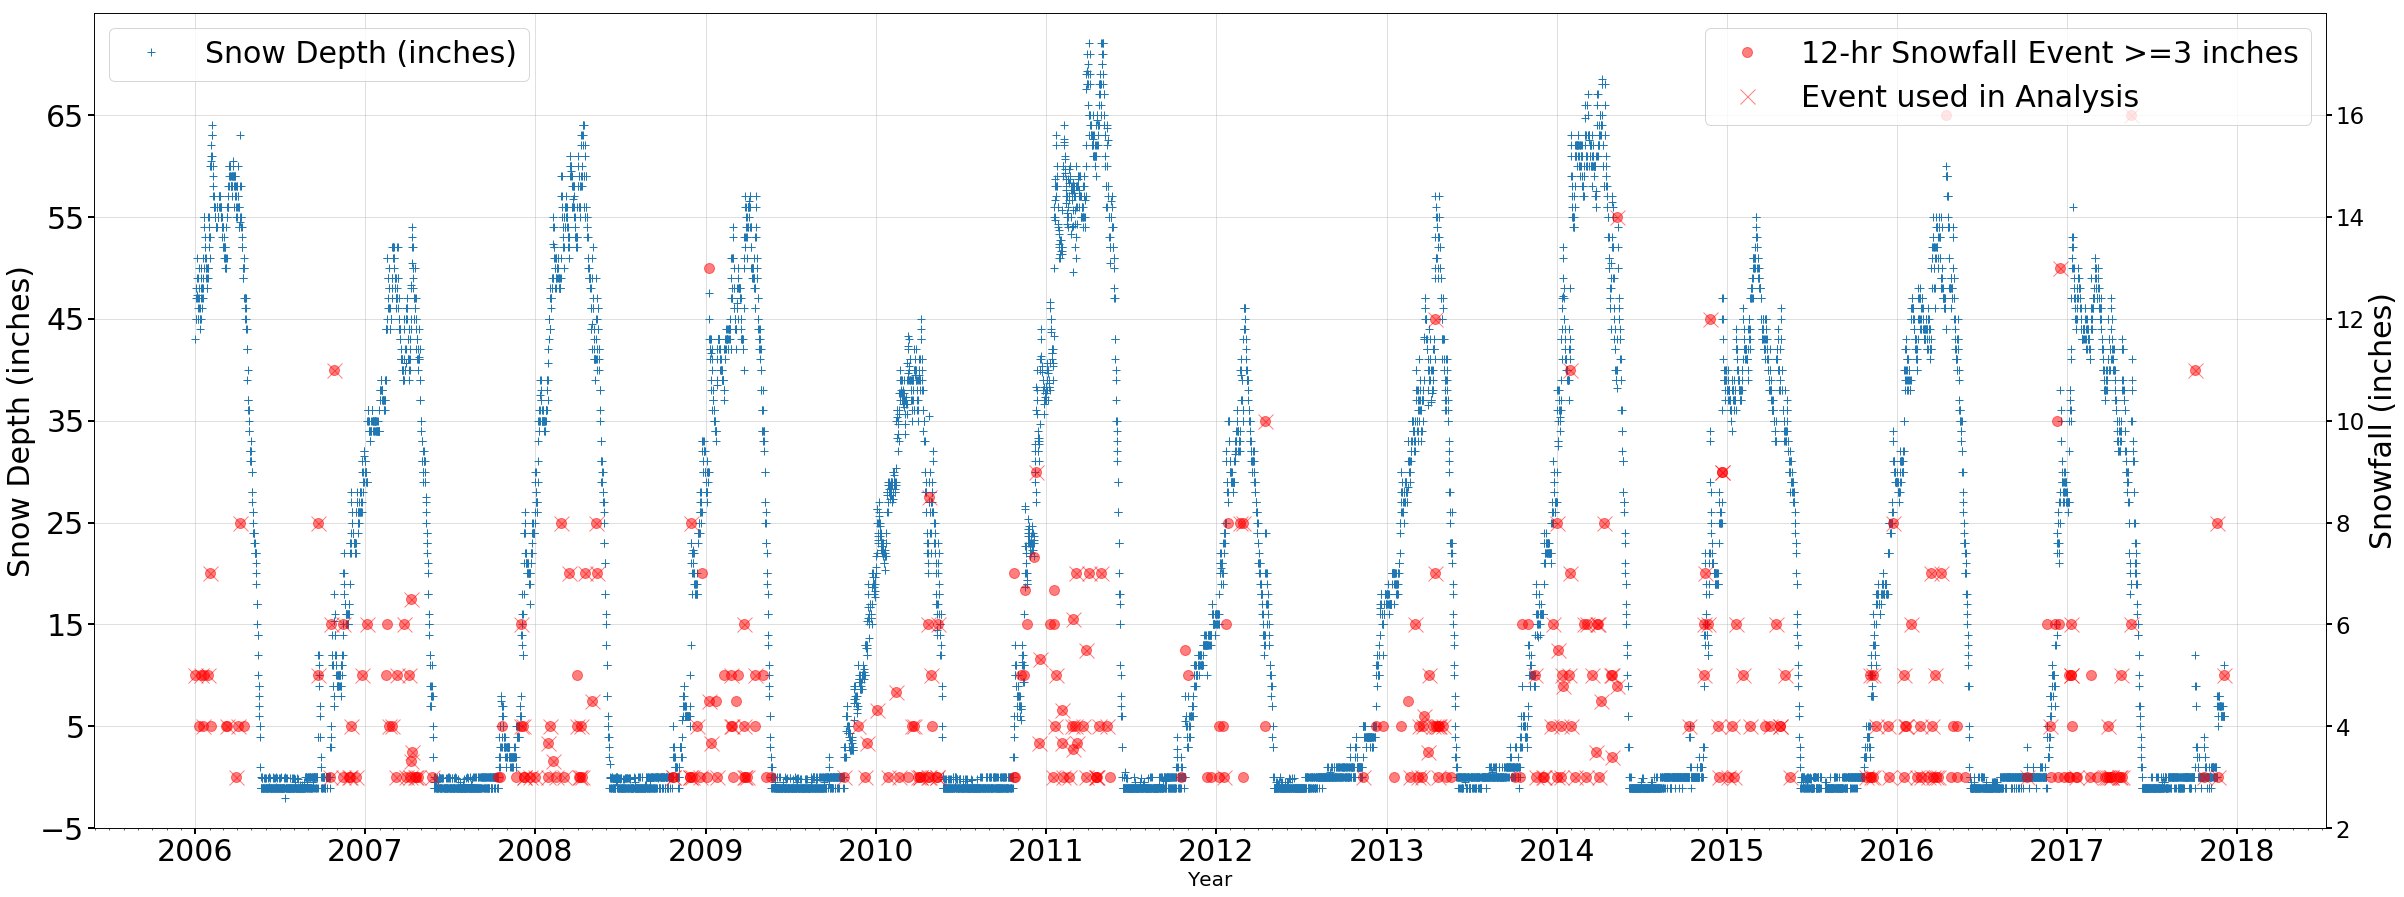 Snow Depth (inches)
12-hr Snowfall Event >=3 inches
Event used in Analysis
65
55
45
35
25
15
5
−5
Snow Depth (inches)
16
14
12
10
8
6
4
2
Snowfall (inches)
2006 2007 2008 2009 2010 2011 2012 2013 2014 2015 2016 2017 2018
Year